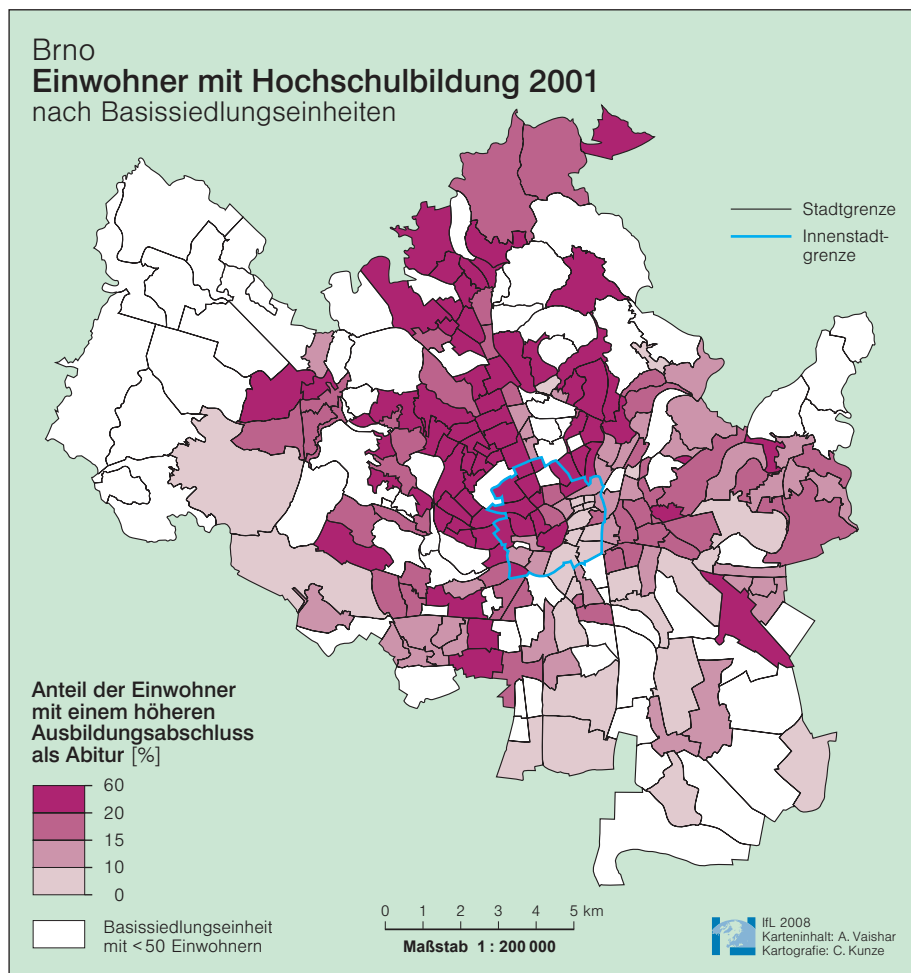 Brno
Einwohner mit Hochschulbildung 2001
nach Basissiedlungseinheiten
Stadtgrenze
Innenstadt-
grenze
Anteil der Einwohner
mit einem höheren
Ausbildungsabschluss
als Abitur [%]
60
20
15
10
0
Basissiedlungseinheit
mit <50 Einwohnern
0 1 2 3 4 5 km
Maßstab 1 : 200 000
IfL 2008
Karteninhalt: A. Vaishar
Kartografie: C. Kunze